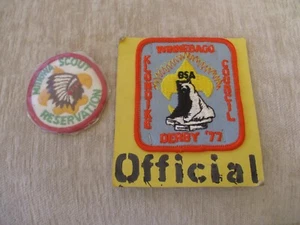 WINNEBAGO
SCOUT
RESERVATION
KLONDIKE
COUNCIL
BSA
DERBY '77
Official